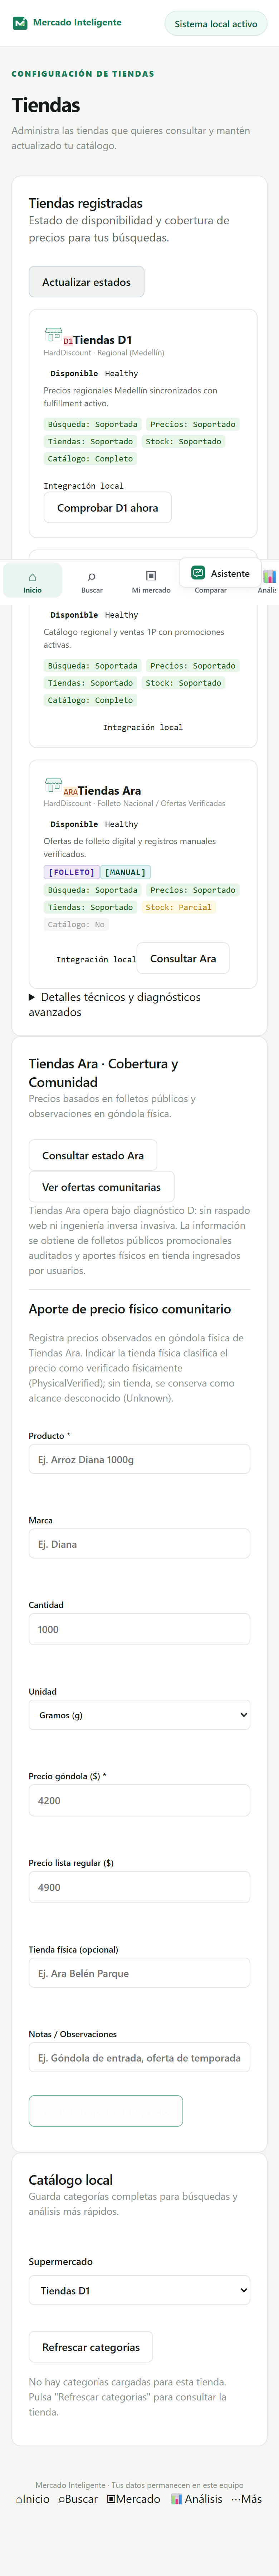 Mercado Inteligente
Sistema local activo
CONFIGURACIÓN DE TIENDAS
Tiendas
Administra las tiendas que quieres consultar y mantén
actualizado tu catálogo.
Tiendas registradas
Estado de disponibilidad y cobertura de
precios para tus búsquedas.
Actualizar estados
D1 Tiendas D1
HardDiscount · Regional (Medellín)
Disponible Healthy
Precios regionales Medellín sincronizados con
fulfillment activo.
Búsqueda: Soportada Precios: Soportado
Tiendas: Soportado Stock: Soportado
Catálogo: Completo
Integración local
Comprobar D1 ahora
Asistente
Inicio Buscar Mi mercado Comparar Anális
Disponible Healthy
Catálogo regional y ventas 1P con promociones
activas.
Búsqueda: Soportada Precios: Soportado
Tiendas: Soportado Stock: Soportado
Catálogo: Completo
Integración local
ARA Tiendas Ara
HardDiscount · Folleto Nacional / Ofertas Verificadas
Disponible Healthy
Ofertas de folleto digital y registros manuales
verificados.
[FOLLETO] [MANUAL]
Búsqueda: Soportada Precios: Soportado
Tiendas: Soportado Stock: Parcial
Catálogo: No
Integración local Consultar Ara
▶ Detalles técnicos y diagnósticos
avanzados
Tiendas Ara · Cobertura y
Comunidad
Precios basados en folletos públicos y
observaciones en góndola física.
Consultar estado Ara
Ver ofertas comunitarias
Tiendas Ara opera bajo diagnóstico D: sin raspado
web ni ingeniería inversa invasiva. La información
se obtiene de folletos públicos promocionales
auditados y aportes físicos en tienda ingresados
por usuarios.
Aporte de precio físico comunitario
Registra precios observados en góndola física de
Tiendas Ara. Indicar la tienda física clasifica el
precio como verificado físicamente
(PhysicalVerified); sin tienda, se conserva como
alcance desconocido (Unknown).
Producto *
Ej. Arroz Diana 1000g
Marca
Ej. Diana
Cantidad
1000
Unidad
Gramos (g)
Precio góndola ($) *
4200
Precio lista regular ($)
4900
Tienda física (opcional)
Ej. Ara Belén Parque
Notas / Observaciones
Ej. Góndola de entrada, oferta de temporada
Catálogo local
Guarda categorías completas para búsquedas y
análisis más rápidos.
Supermercado
Tiendas D1
Refrescar categorías
No hay categorías cargadas para esta tienda.
Pulsa "Refrescar categorías" para consultar la
tienda.
Mercado Inteligente · Tus datos permanecen en este equipo
Inicio Buscar Mercado Análisis ···Más